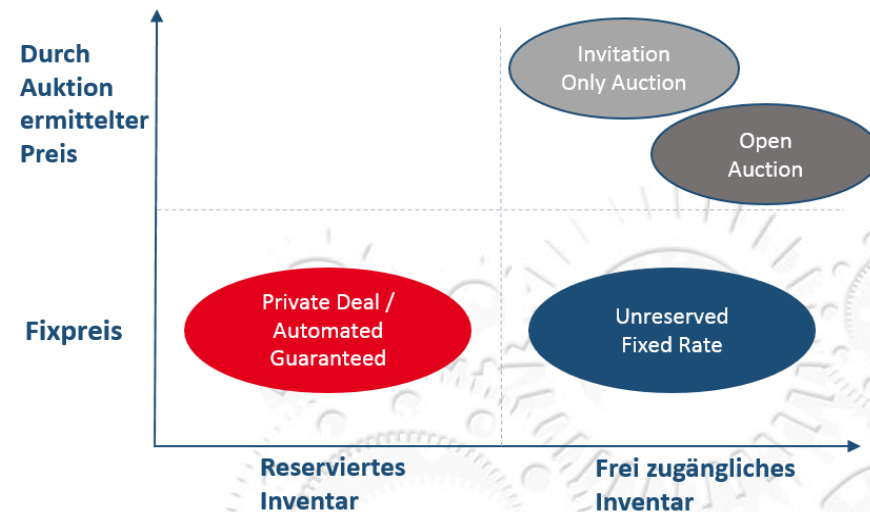 Durch
Auktion
ermittelter
Preis
Invitation
Only Auction
Open
Auction
Fixpreis
Private Deal /
Automated
Guaranteed
Unreserved
Fixed Rate
Reserviertes
Inventar
Frei zugängliches
Inventar